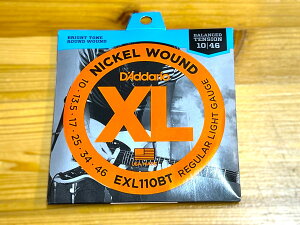 BRIGHT TONE
ROUND WOUND
BALANCED
TENSION
10 | 46
NICKEL WOUND
D'Addario
XL
10·13.5·17·25·34·46
REGULAR LIGHT GAUGE
EXL110BT